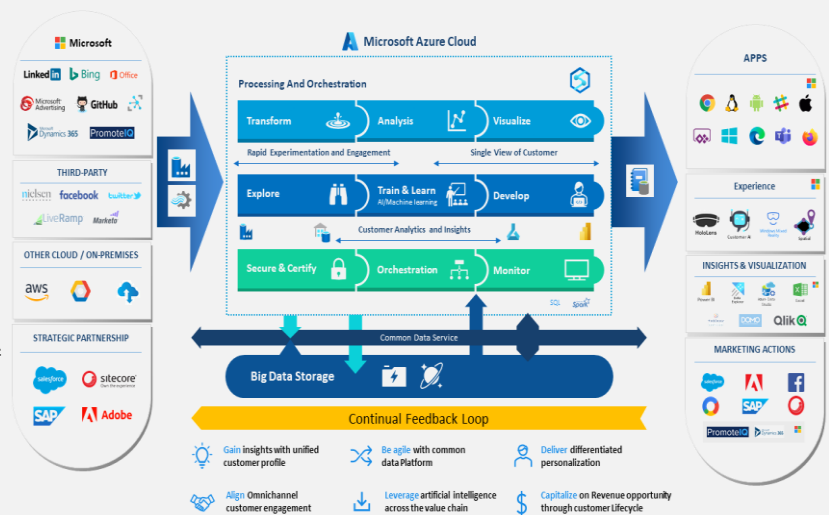 Microsoft
LinkedIn
Bing
Office
Microsoft
Advertising
GitHub
Dynamics 365
PromoteIQ
THIRD-PARTY
nielsen
facebook
twitter
LiveRamp
Marketo
OTHER CLOUD / ON-PREMISES
aws
STRATEGIC PARTNERSHIP
salesforce
sitecore
Own the experience
SAP
Adobe
Microsoft Azure Cloud
Processing And Orchestration
Transform
Analysis
Visualize
Rapid Experimentation and Engagement
Single View of Customer
Explore
Train & Learn
AI/Machine learning
Develop
Customer Analytics and Insights
Secure & Certify
Orchestration
Monitor
SQL
Spark
Common Data Service
Big Data Storage
Continual Feedback Loop
Gain insights with unified
customer profile
Be agile with common
data Platform
Deliver differentiated
personalization
Align Omnichannel
customer engagement
Leverage artificial intelligence
across the value chain
Capitalize on Revenue opportunity
through customer Lifecycle
APPS
Experience
HoloLens
Windows Mixed
Reality
Spatial
INSIGHTS & VISUALIZATION
Power BI
Excel
DOMO
Qlik
MARKETING ACTIONS
salesforce
SAP
PromoteIQ
Dynamics 365